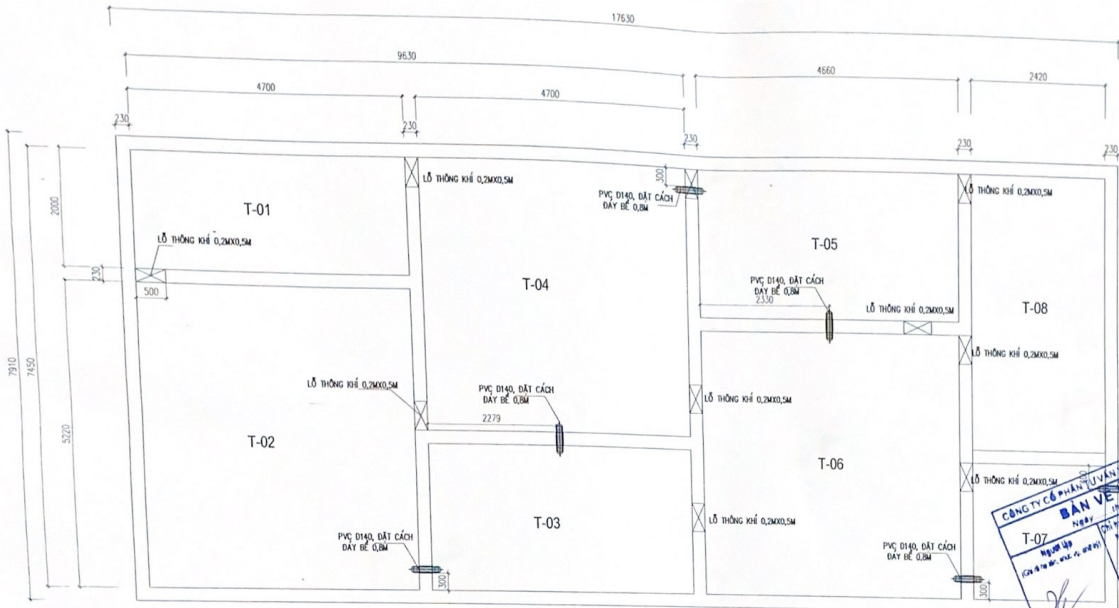 17630
9630
4660
2420
4700
4700
230
230
230
230
230
7910
7450
2000
230
5220
T-01
LỖ THÔNG KHÍ 0,2MX0,5M
500
LỖ THÔNG KHÍ 0,2MX0,5M
T-04
300
PVC D140, ĐẶT CÁCH
ĐÁY BỂ 0,8M
T-05
LỖ THÔNG KHÍ 0,2MX0,5M
PVC D140, ĐẶT CÁCH
ĐÁY BỂ 0,8M
2330
LỖ THÔNG KHÍ 0,2MX0,5M
T-08
LỖ THÔNG KHÍ 0,2MX0,5M
LỖ THÔNG KHÍ 0,2MX0,5M
PVC D140, ĐẶT CÁCH
ĐÁY BỂ 0,8M
2279
LỖ THÔNG KHÍ 0,2MX0,5M
T-02
T-06
LỖ THÔNG KHÍ 0,2MX0,5M
T-03
LỖ THÔNG KHÍ 0,2MX0,5M
PVC D140, ĐẶT CÁCH
ĐÁY BỂ 0,8M
300
PVC D140, ĐẶT CÁCH
ĐÁY BỂ 0,8M
300
CÔNG TY CỔ PHẦN TƯ VẤN
BẢN VẼ
Ngày
T-07
Người lập